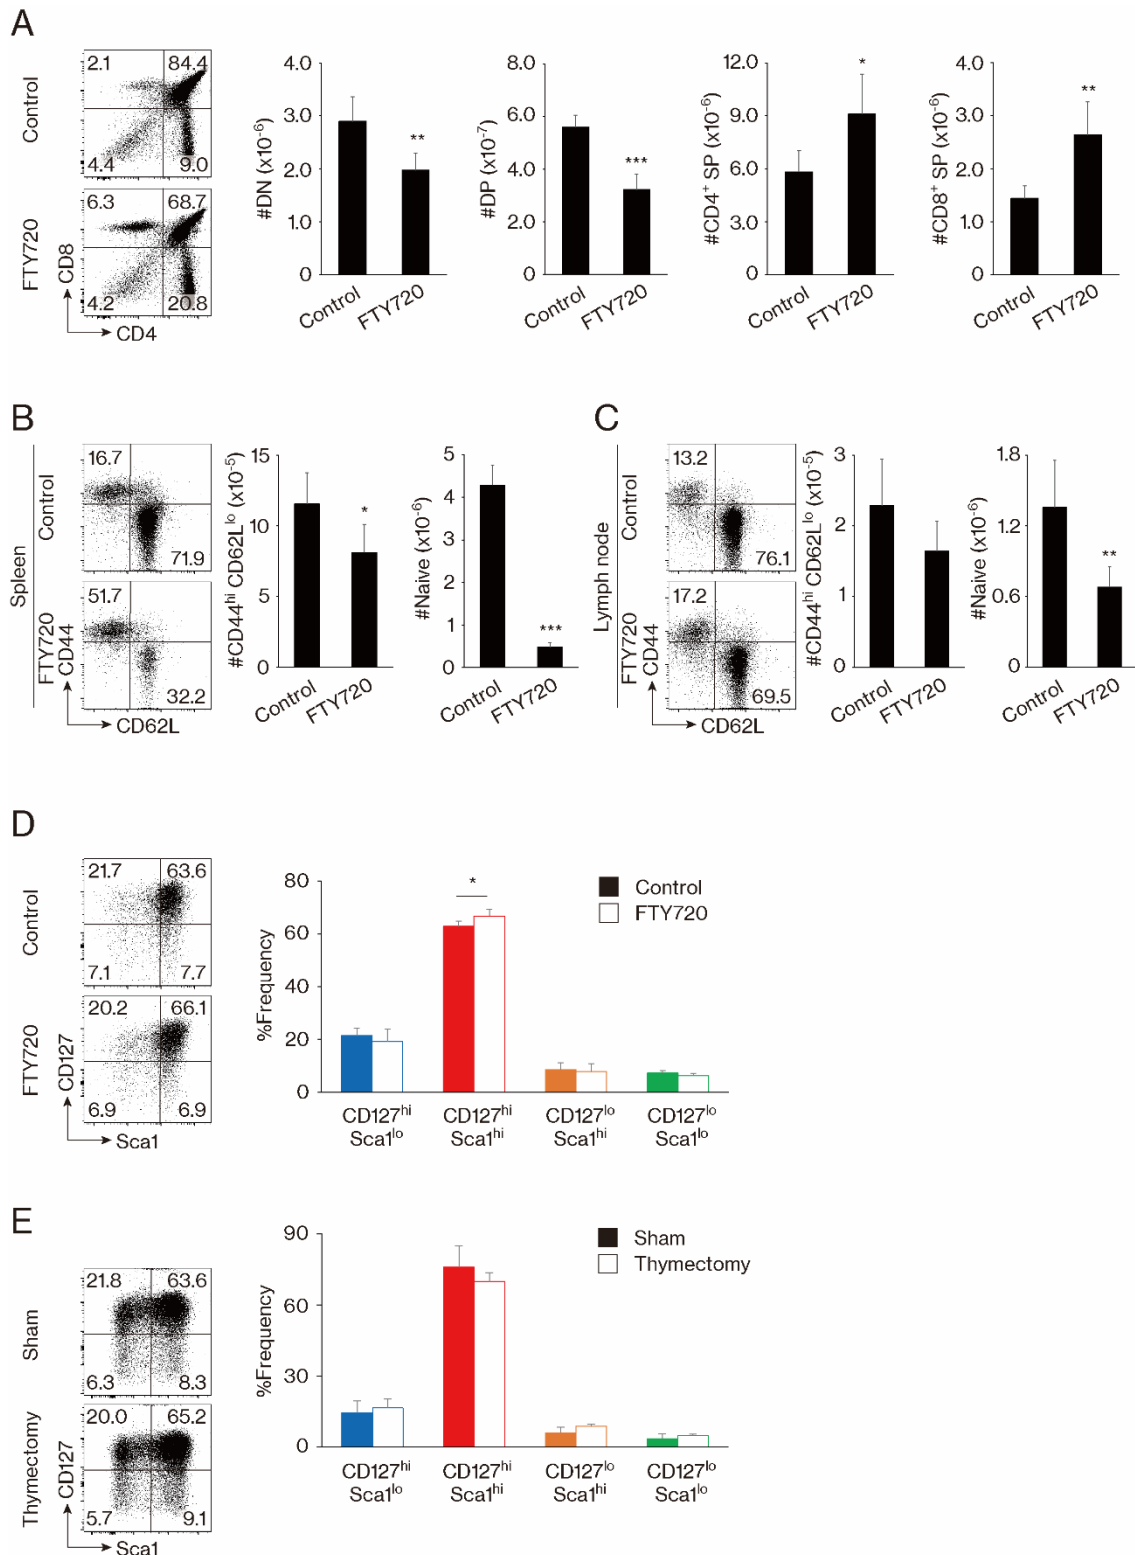 A
Control
2.1
84.4
4.4
9.0
FTY720
6.3
68.7
4.2
20.8
CD8
CD4
#DN (x10-6)
4.0
3.0
2.0
1.0
0
**
Control
FTY720
#DP (x10-7)
8.0
6.0
4.0
2.0
0
***
Control
FTY720
#CD4+ SP (x10-6)
12.0
9.0
6.0
3.0
0
*
Control
FTY720
#CD8+ SP (x10-6)
4.0
3.0
2.0
1.0
0
**
Control
FTY720
B
Spleen
Control
16.7
71.9
FTY720
51.7
32.2
CD44
CD62L
#CD44hi CD62Llo (x10-5)
15
10
5
0
*
Control
FTY720
#Naive (x10-6)
5
4
3
2
1
0
***
Control
FTY720
C
Lymph node
Control
13.2
76.1
FTY720
17.2
69.5
CD44
CD62L
#CD44hi CD62Llo (x10-5)
3
2
1
0
Control
FTY720
#Naive (x10-6)
1.8
1.2
0.6
0
**
Control
FTY720
D
Control
21.7
63.6
7.1
7.7
FTY720
20.2
66.1
6.9
6.9
CD127
Sca1
%Frequency
80
60
40
20
0
*
Control
FTY720
CD127hi
Sca1lo
CD127hi
Sca1hi
CD127lo
Sca1hi
CD127lo
Sca1lo
E
Sham
21.8
63.6
6.3
8.3
Thymectomy
20.0
65.2
5.7
9.1
CD127
Sca1
%Frequency
90
60
30
0
Sham
Thymectomy
CD127hi
Sca1lo
CD127hi
Sca1hi
CD127lo
Sca1hi
CD127lo
Sca1lo